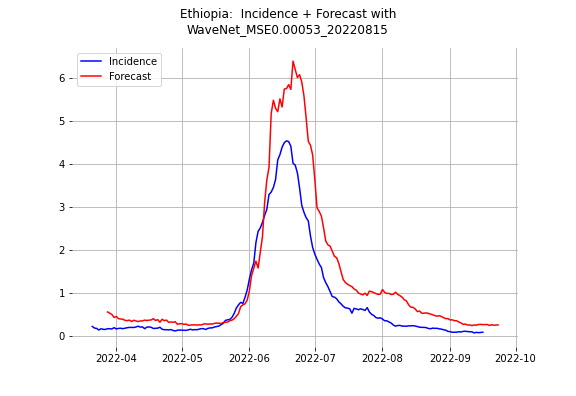 Ethiopia:  Incidence + Forecast with
WaveNet_MSE0.00053_20220815
Incidence
Forecast
6
5
4
3
2
1
0
2022-04 2022-05 2022-06 2022-07 2022-08 2022-09 2022-10